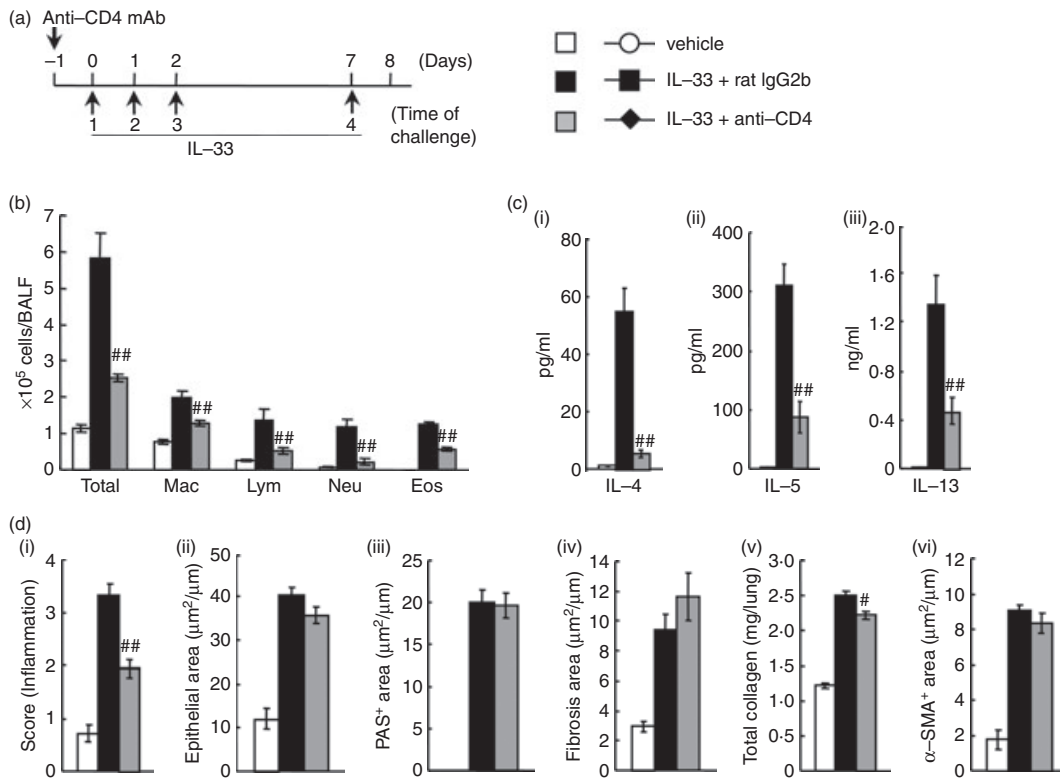 (a) Anti–CD4 mAb
–1 0 1 2 7 8 (Days)
1 2 3 4 (Time of challenge)
IL–33
vehicle
IL–33 + rat IgG2b
IL–33 + anti–CD4
(b)
7
6
5
4
3
2
1
0
×10⁵ cells/BALF
## ## ## ## ##
Total Mac Lym Neu Eos
(c)
(i)
80
60
40
20
0
pg/ml
##
IL–4
(ii)
400
300
200
100
0
pg/ml
##
IL–5
(iii)
2·0
1·6
1·2
0·8
0·4
0
ng/ml
##
IL–13
(d)
(i)
4
3
2
1
0
Score (Inflammation)
##
(ii)
50
40
30
20
10
0
Epithelial area (μm²/μm)
(iii)
25
20
15
10
5
0
PAS⁺ area (μm²/μm)
(iv)
14
12
10
8
6
4
2
0
Fibrosis area (μm²/μm)
(v)
3·0
2·5
2·0
1·5
1·0
0·5
0
Total collagen (mg/lung)
#
(vi)
12
10
8
6
4
2
0
α–SMA⁺ area (μm²/μm)